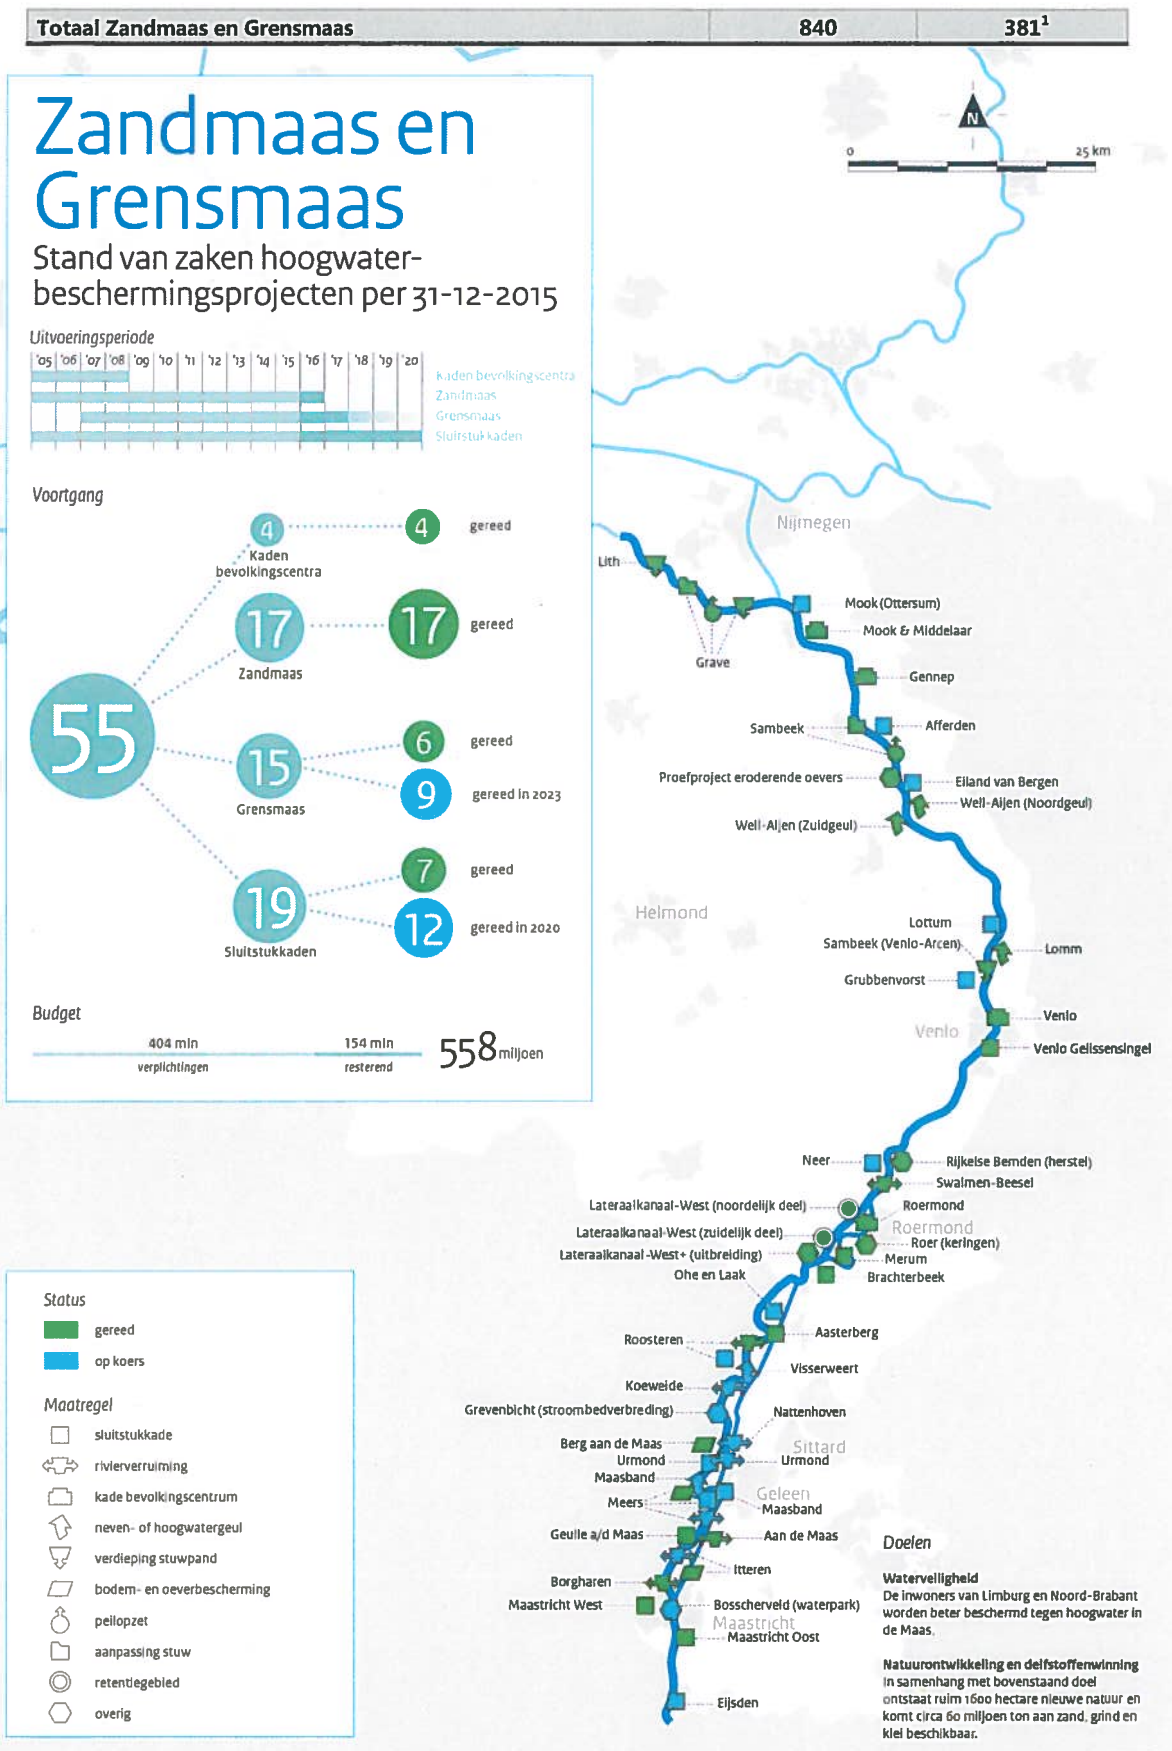 Totaal Zandmaas en Grensmaas 840 381¹
Zandmaas en
Grensmaas
Stand van zaken hoogwater-
beschermingsprojecten per 31-12-2015
Uitvoeringsperiode
'05 '06 '07 '08 '09 '10 '11 '12 '13 '14 '15 '16 '17 '18 '19 '20
Kaden bevolkingscentra
Zandmaas
Grensmaas
Sluitstukkaden
Voortgang
55
4
Kaden
bevolkingscentra
4 gereed
17
Zandmaas
17 gereed
15
Grensmaas
6 gereed
9 gereed in 2023
19
Sluitstukkaden
7 gereed
12 gereed in 2020
Budget
404 mln
verplichtingen
154 mln
resterend
558 miljoen
N
0 25 km
Nijmegen
Lith
Mook (Ottersum)
Mook & Middelaar
Grave
Gennep
Sambeek
Afferden
Proefproject eroderende oevers
Eiland van Bergen
Well-Aijen (Noordgeul)
Well-Aijen (Zuidgeul)
Helmond
Lottum
Sambeek (Venlo-Arcen)
Lomm
Grubbenvorst
Venlo
Venlo
Venlo Gelissensingel
Neer
Rijkelse Bemden (herstel)
Swalmen-Beesel
Lateraalkanaal-West (noordelijk deel)
Roermond
Roermond
Lateraalkanaal-West (zuidelijk deel)
Roer (keringen)
Lateraalkanaal-West+ (uitbreiding)
Merum
Ohe en Laak
Brachterbeek
Aasterberg
Roosteren
Visserweert
Koeweide
Grevenbicht (stroombedverbreding)
Nattenhoven
Berg aan de Maas
Sittard
Urmond
Urmond
Maasband
Geleen
Meers
Maasband
Geulle a/d Maas
Aan de Maas
Itteren
Borgharen
Maastricht West
Bosscherveld (waterpark)
Maastricht
Maastricht Oost
Eijsden
Status
gereed
op koers
Maatregel
sluitstukkade
rivierverruiming
kade bevolkingscentrum
neven- of hoogwatergeul
verdieping stuwpand
bodem- en oeverbescherming
peilopzet
aanpassing stuw
retentiegebied
overig
Doelen
Waterveiligheid
De inwoners van Limburg en Noord-Brabant
worden beter beschermd tegen hoogwater in
de Maas.
Natuurontwikkeling en delfstoffenwinning
In samenhang met bovenstaand doel
ontstaat ruim 1600 hectare nieuwe natuur en
komt circa 60 miljoen ton aan zand, grind en
klei beschikbaar.